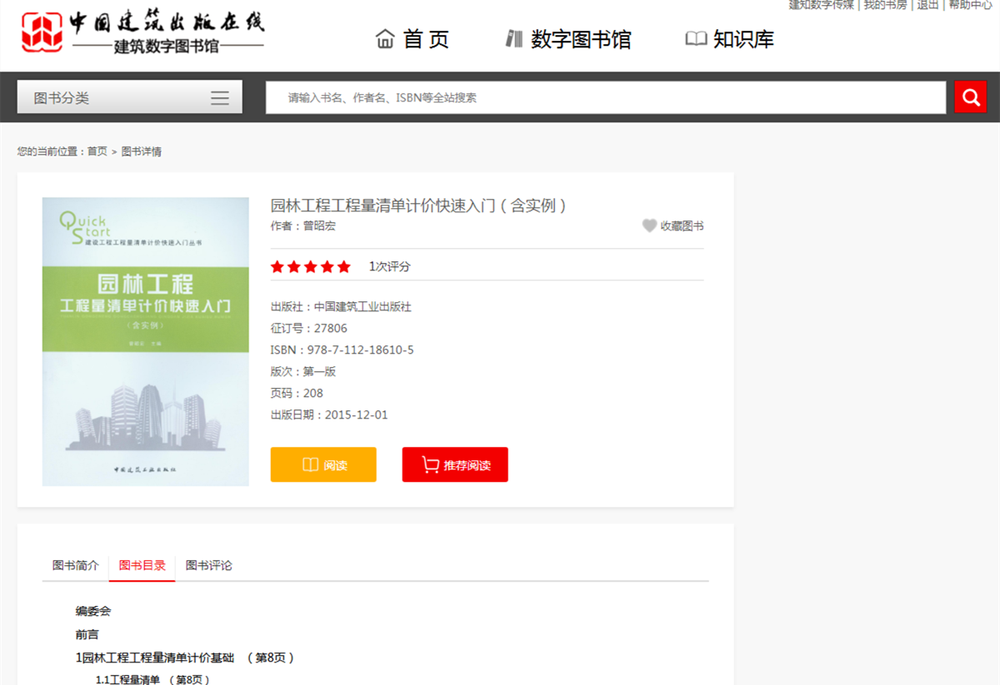 建知数字传媒 | 我的书房 | 退出 | 帮助中心
中国建筑出版在线
建筑数字图书馆
首 页
数字图书馆
知识库
图书分类
请输入书名、作者名、ISBN等全站搜索
您的当前位置：首页 > 图书详情
Quick
Start
建设工程工程量清单计价快速入门丛书
园林工程
工程量清单计价快速入门
（含实例）
曾昭宏 主编
中国建筑工业出版社
园林工程工程量清单计价快速入门（含实例）
作者：曾昭宏
收藏图书
1次评分
出版社：中国建筑工业出版社
征订号：27806
ISBN：978-7-112-18610-5
版次：第一版
页码：208
出版日期：2015-12-01
阅读
推荐阅读
图书简介
图书目录
图书评论
编委会
前言
1园林工程工程量清单计价基础 （第8页）
1.1工程量清单 （第8页）